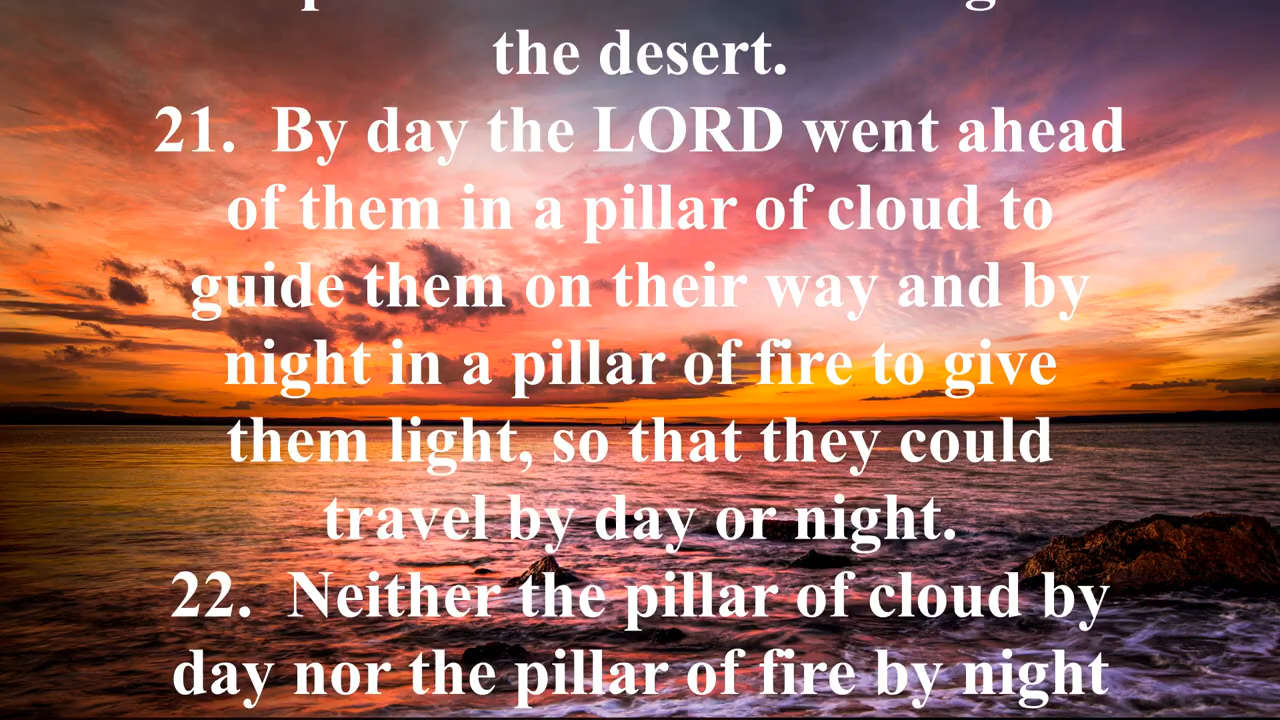 the desert.
21. By day the LORD went ahead
of them in a pillar of cloud to
guide them on their way and by
night in a pillar of fire to give
them light, so that they could
travel by day or night.
22. Neither the pillar of cloud by
day nor the pillar of fire by night